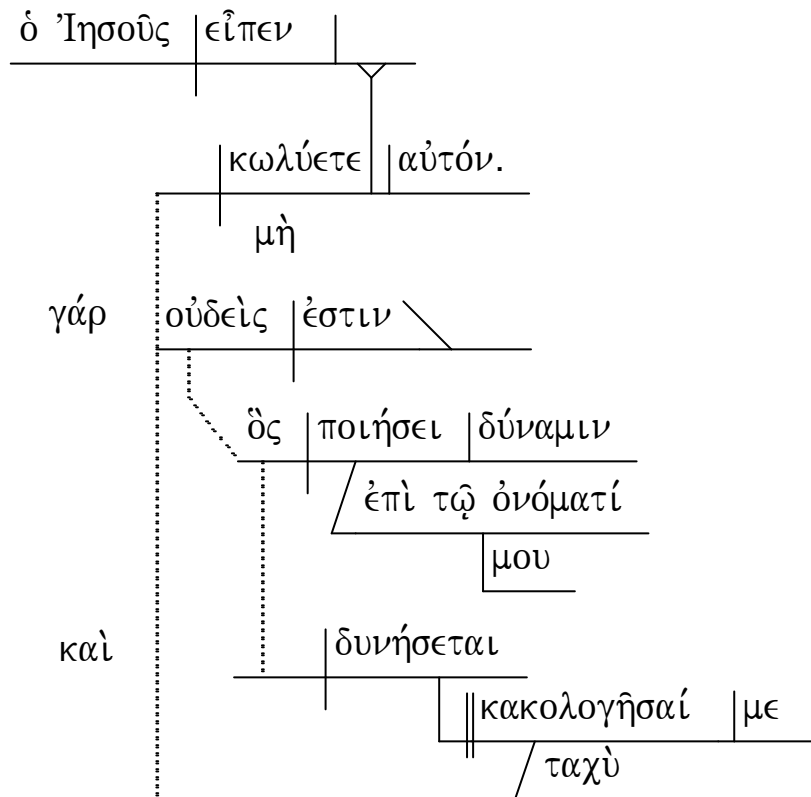 ὁ Ἰησοῦς εἶπεν
κωλύετε αὐτόν.
μὴ
γάρ οὐδεὶς ἐστιν
ὃς ποιήσει δύναμιν
ἐπὶ τῷ ὀνόματί
μου
καὶ δυνήσεται
κακολογῆσαί με
ταχὺ